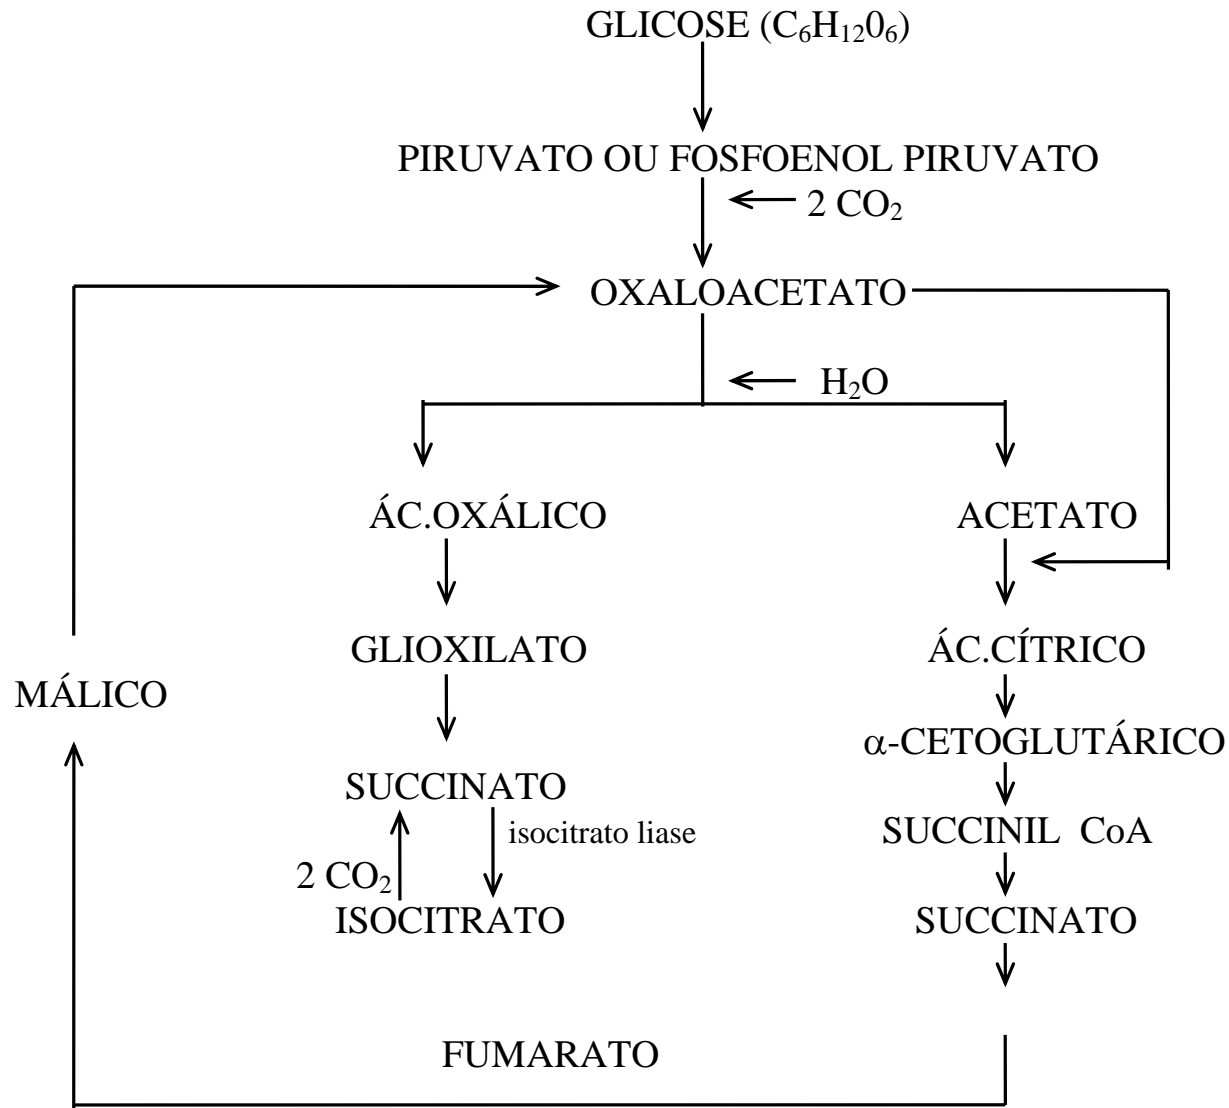 GLICOSE (C₆H₁₂0₆)
PIRUVATO OU FOSFOENOL PIRUVATO
2 CO₂
OXALOACETATO
H₂O
ÁC.OXÁLICO
ACETATO
GLIOXILATO
ÁC.CÍTRICO
MÁLICO
α-CETOGLUTÁRICO
SUCCINATO
isocitrato liase
SUCCINIL CoA
2 CO₂
ISOCITRATO
SUCCINATO
FUMARATO